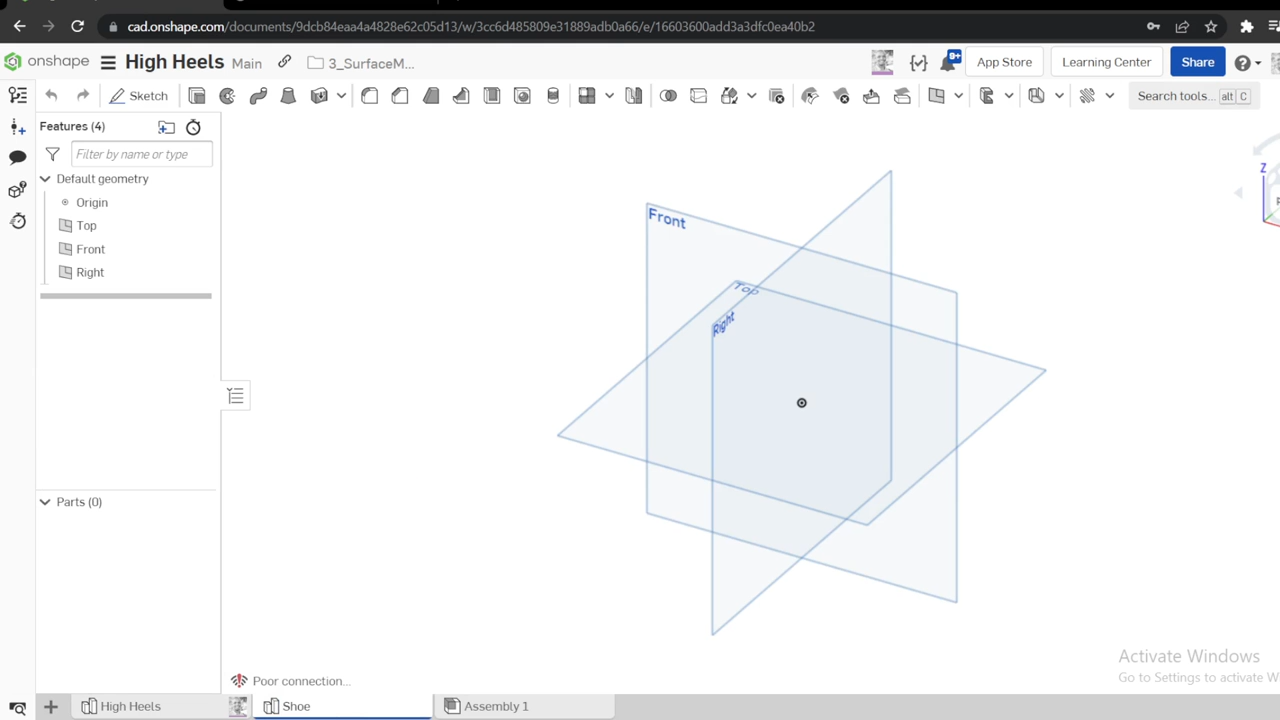 cad.onshape.com/documents/9dcb84eaa4a4828e62c05d13/w/3cc6d485809e31889adb0a66/e/16603600add3a3dfc0ea40b2
onshape High Heels Main 3_SurfaceM... App Store Learning Center Share
Sketch Search tools... alt C
Features (4)
Filter by name or type
Default geometry
Origin
Top
Front
Right
Parts (0)
Front
Top
Right
Z
Poor connection...
Activate Windows
Go to Settings to activate W
High Heels Shoe Assembly 1